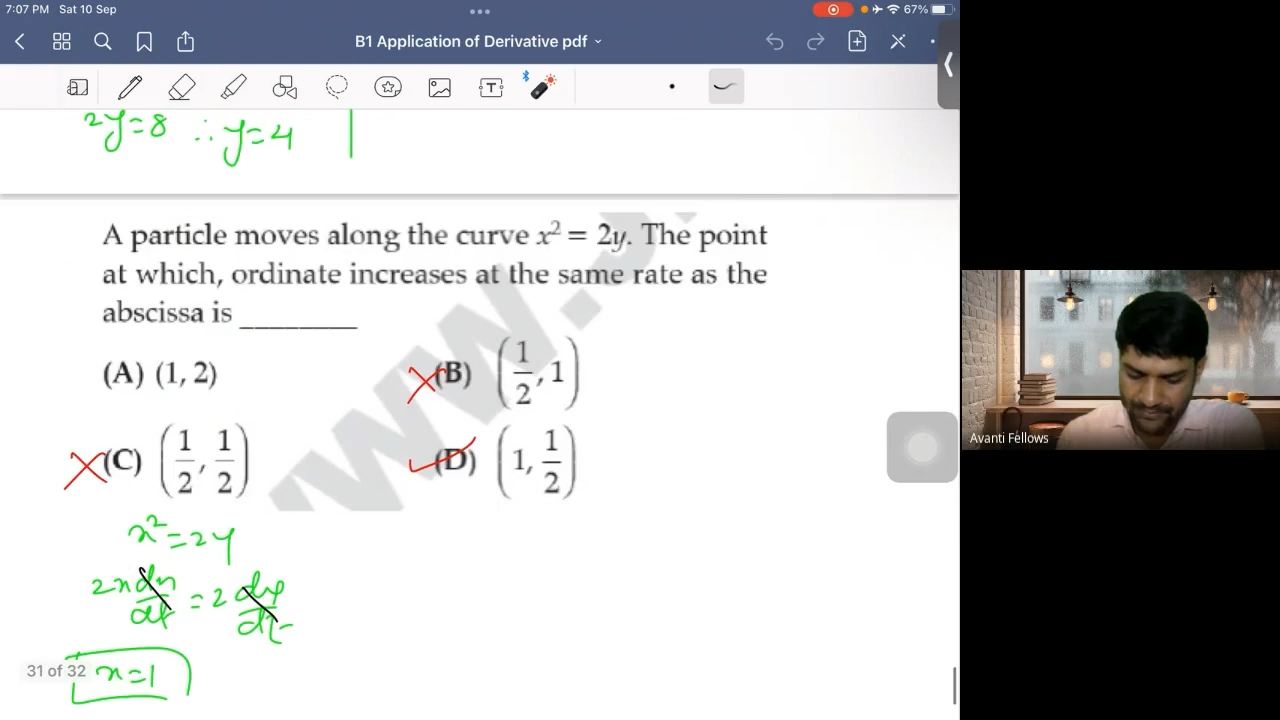 7:07 PM Sat 10 Sep 67%
B1 Application of Derivative pdf
T
2y=8 ∴ y=4
A particle moves along the curve x² = 2y. The point
at which, ordinate increases at the same rate as the
abscissa is ________
(A) (1, 2) (B) (1/2, 1)
(C) (1/2, 1/2) (D) (1, 1/2)
x² = 2y
2x dx/dt = 2 dy/dt
31 of 32 x=1
Avanti Fellows